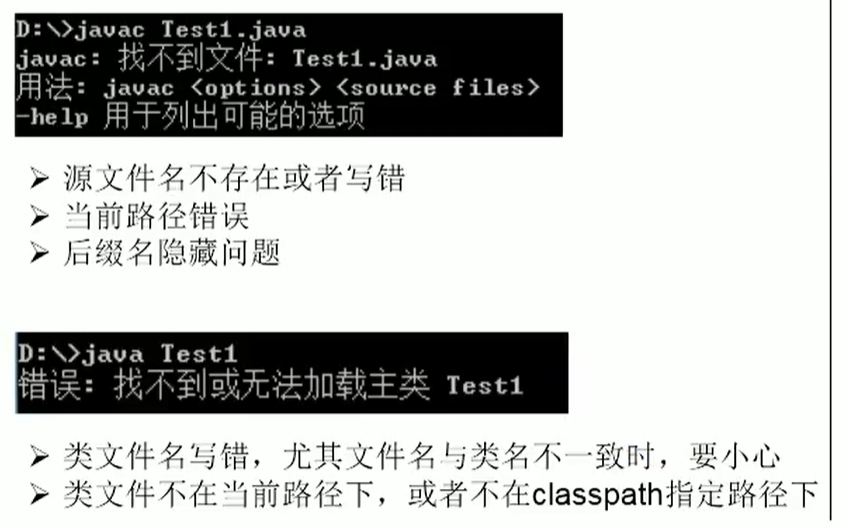 D:\>javac Test1.java
javac: 找不到文件: Test1.java
用法: javac <options> <source files>
-help 用于列出可能的选项
➢ 源文件名不存在或者写错
➢ 当前路径错误
➢ 后缀名隐藏问题
D:\>java Test1
错误: 找不到或无法加载主类 Test1
➢ 类文件名写错，尤其文件名与类名不一致时，要小心
➢ 类文件不在当前路径下，或者不在classpath指定路径下